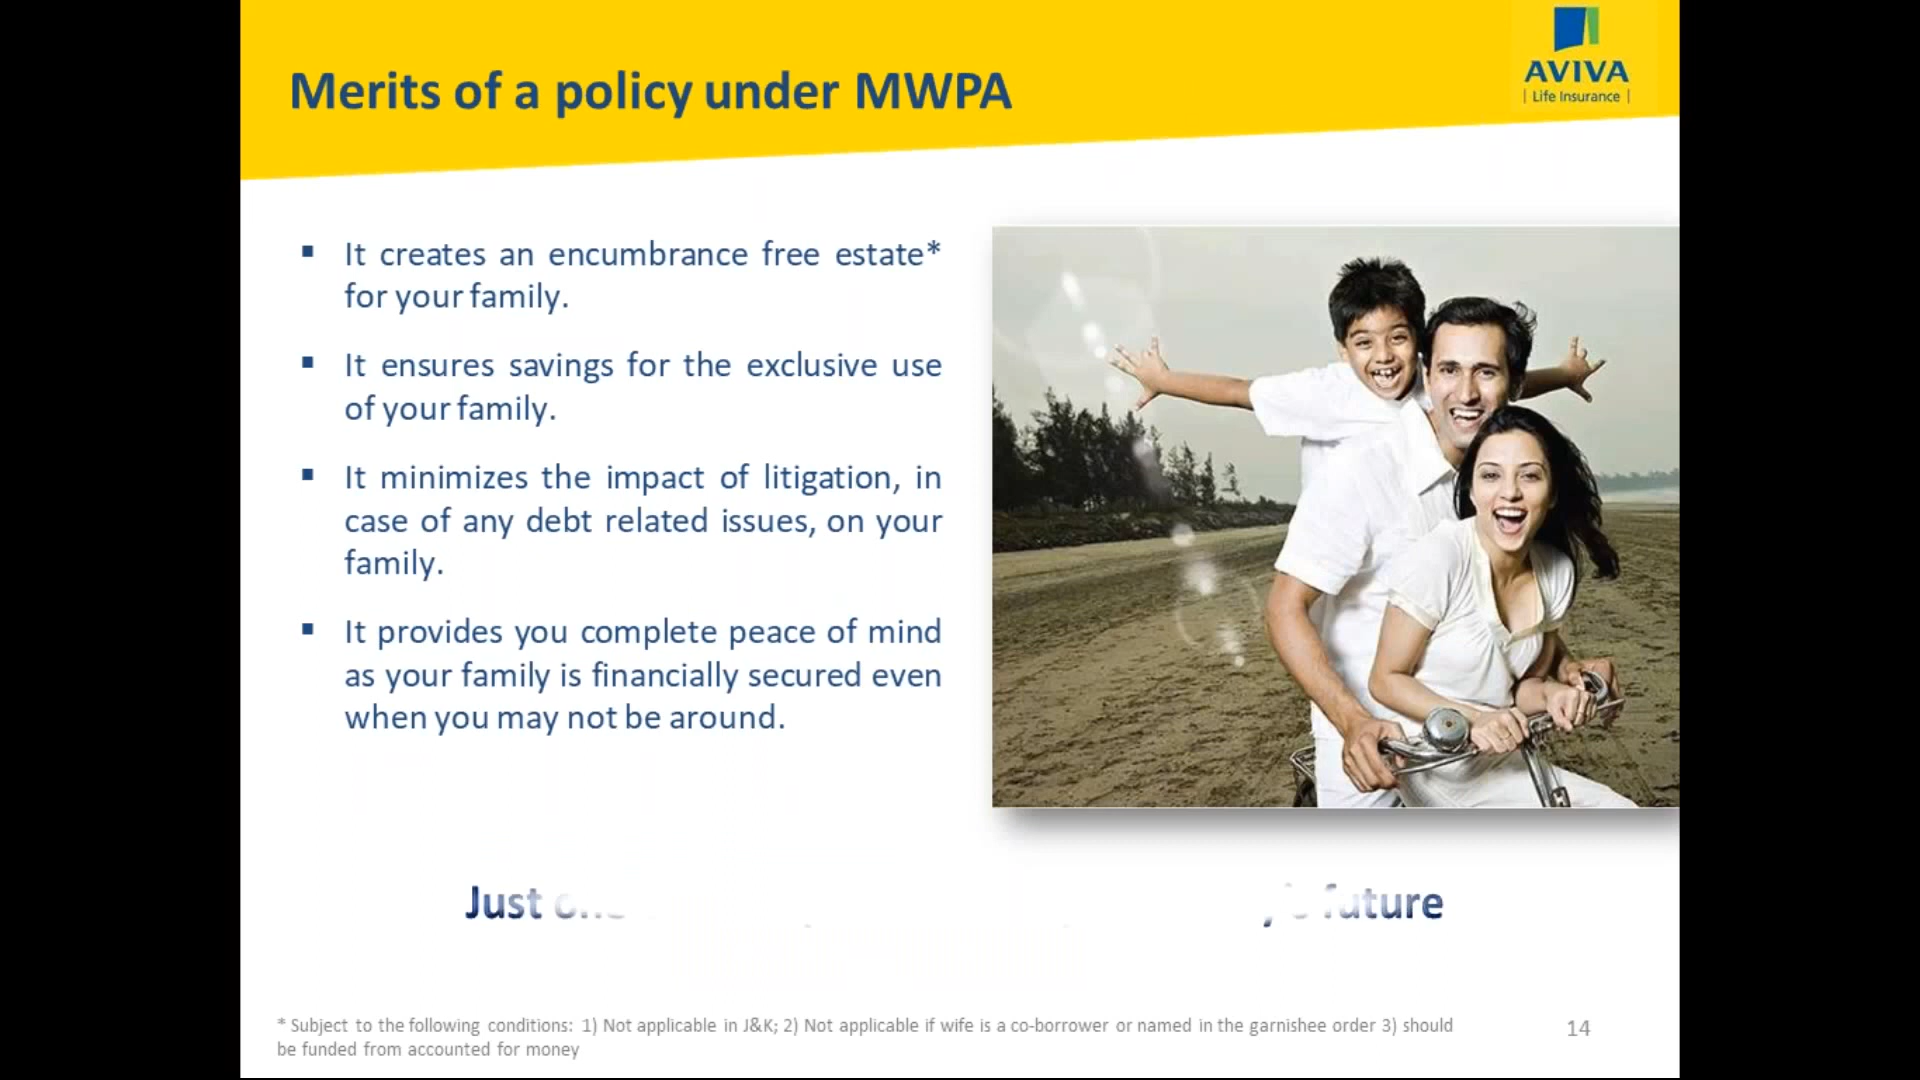 Merits of a policy under MWPA
AVIVA
| Life Insurance |
▪ It creates an encumbrance free estate*
for your family.
▪ It ensures savings for the exclusive use
of your family.
▪ It minimizes the impact of litigation, in
case of any debt related issues, on your
family.
▪ It provides you complete peace of mind
as your family is financially secured even
when you may not be around.
Just future
* Subject to the following conditions: 1) Not applicable in J&K; 2) Not applicable if wife is a co-borrower or named in the garnishee order 3) should
be funded from accounted for money
14